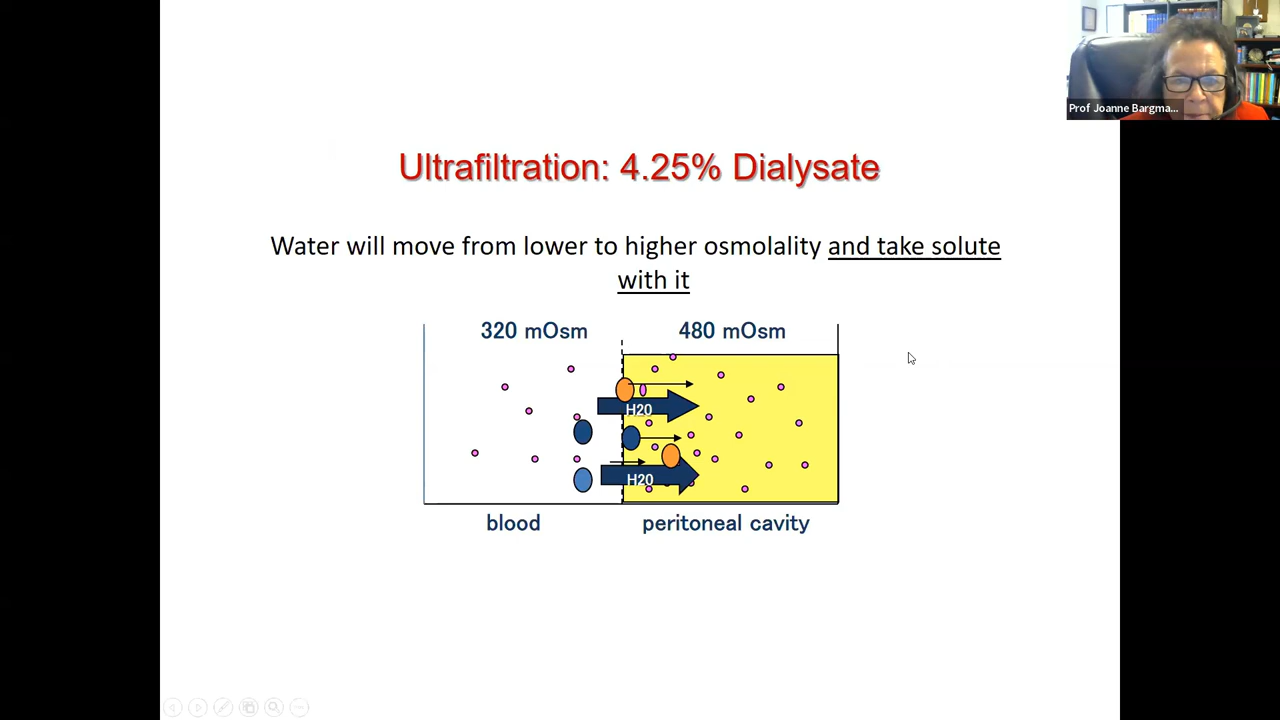 Prof Joanne Bargma...
Ultrafiltration: 4.25% Dialysate
Water will move from lower to higher osmolality and take solute
with it
320 mOsm
480 mOsm
H20
H20
blood
peritoneal cavity